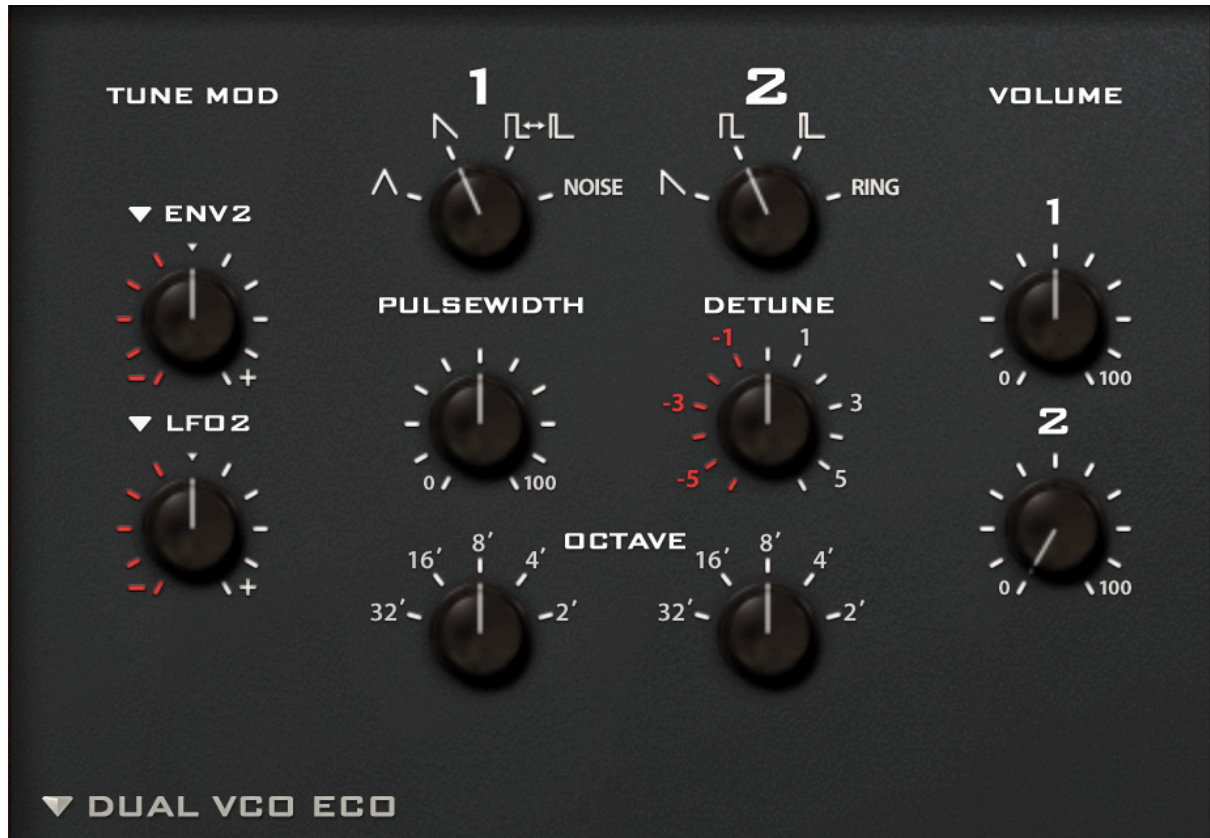 TUNE MOD
1
2
VOLUME
NOISE
RING
ENV2
1
PULSEWIDTH
DETUNE
-1 1
-3 3
-5 5
- +
0 100
0 100
LFO2
2
- +
OCTAVE
32' 16' 8' 4' 2'
32' 16' 8' 4' 2'
0 100
DUAL VCO ECO